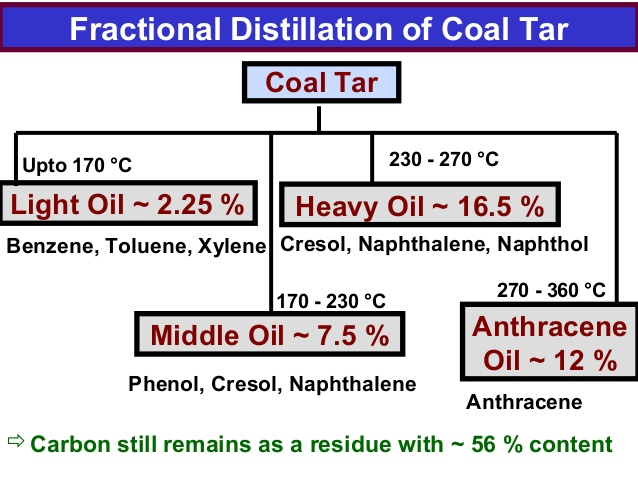 Fractional Distillation of Coal Tar
Coal Tar
Upto 170 °C
Light Oil ~ 2.25 %
Benzene, Toluene, Xylene
230 - 270 °C
Heavy Oil ~ 16.5 %
Cresol, Naphthalene, Naphthol
170 - 230 °C
Middle Oil ~ 7.5 %
Phenol, Cresol, Naphthalene
270 - 360 °C
Anthracene
Oil ~ 12 %
Anthracene
⇨ Carbon still remains as a residue with ~ 56 % content